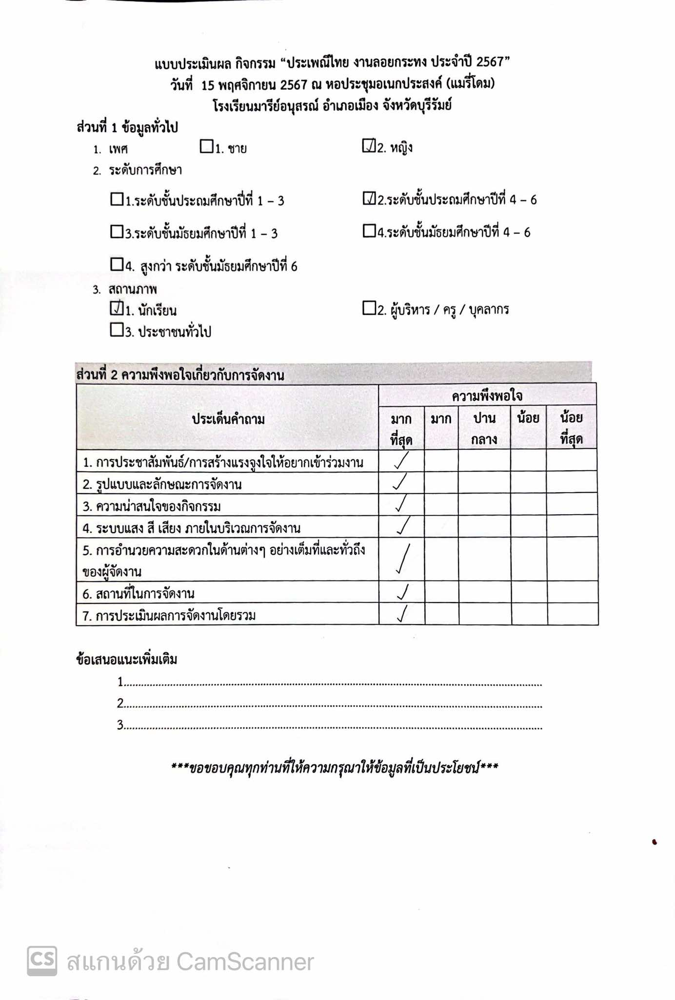 แบบประเมินผล กิจกรรม “ประเพณีไทย งานลอยกระทง ประจำปี 2567”
วันที่ 15 พฤศจิกายน 2567 ณ หอประชุมอเนกประสงค์ (แมรี่โดม)
โรงเรียนมารีย์อนุสรณ์ อำเภอเมือง จังหวัดบุรีรัมย์
ส่วนที่ 1 ข้อมูลทั่วไป
1. เพศ ☐1. ชาย ☑2. หญิง
2. ระดับการศึกษา
☐1.ระดับชั้นประถมศึกษาปีที่ 1 – 3 ☑2.ระดับชั้นประถมศึกษาปีที่ 4 – 6
☐3.ระดับชั้นมัธยมศึกษาปีที่ 1 – 3 ☐4.ระดับชั้นมัธยมศึกษาปีที่ 4 – 6
☐4. สูงกว่า ระดับชั้นมัธยมศึกษาปีที่ 6
3. สถานภาพ
☑1. นักเรียน ☐2. ผู้บริหาร / ครู / บุคลากร
☐3. ประชาชนทั่วไป
ส่วนที่ 2 ความพึงพอใจเกี่ยวกับการจัดงาน
ความพึงพอใจ
ประเด็นคำถาม
มาก มาก ปาน น้อย น้อย
ที่สุด กลาง ที่สุด
1. การประชาสัมพันธ์/การสร้างแรงจูงใจให้อยากเข้าร่วมงาน ✓
2. รูปแบบและลักษณะการจัดงาน ✓
3. ความน่าสนใจของกิจกรรม ✓
4. ระบบแสง สี เสียง ภายในบริเวณการจัดงาน ✓
5. การอำนวยความสะดวกในด้านต่างๆ อย่างเต็มที่และทั่วถึง ✓
ของผู้จัดงาน
6. สถานที่ในการจัดงาน ✓
7. การประเมินผลการจัดงานโดยรวม ✓
ข้อเสนอแนะเพิ่มเติม
1..........
2..........
3..........
***ขอขอบคุณทุกท่านที่ให้ความกรุณาให้ข้อมูลที่เป็นประโยชน์***
CS สแกนด้วย CamScanner